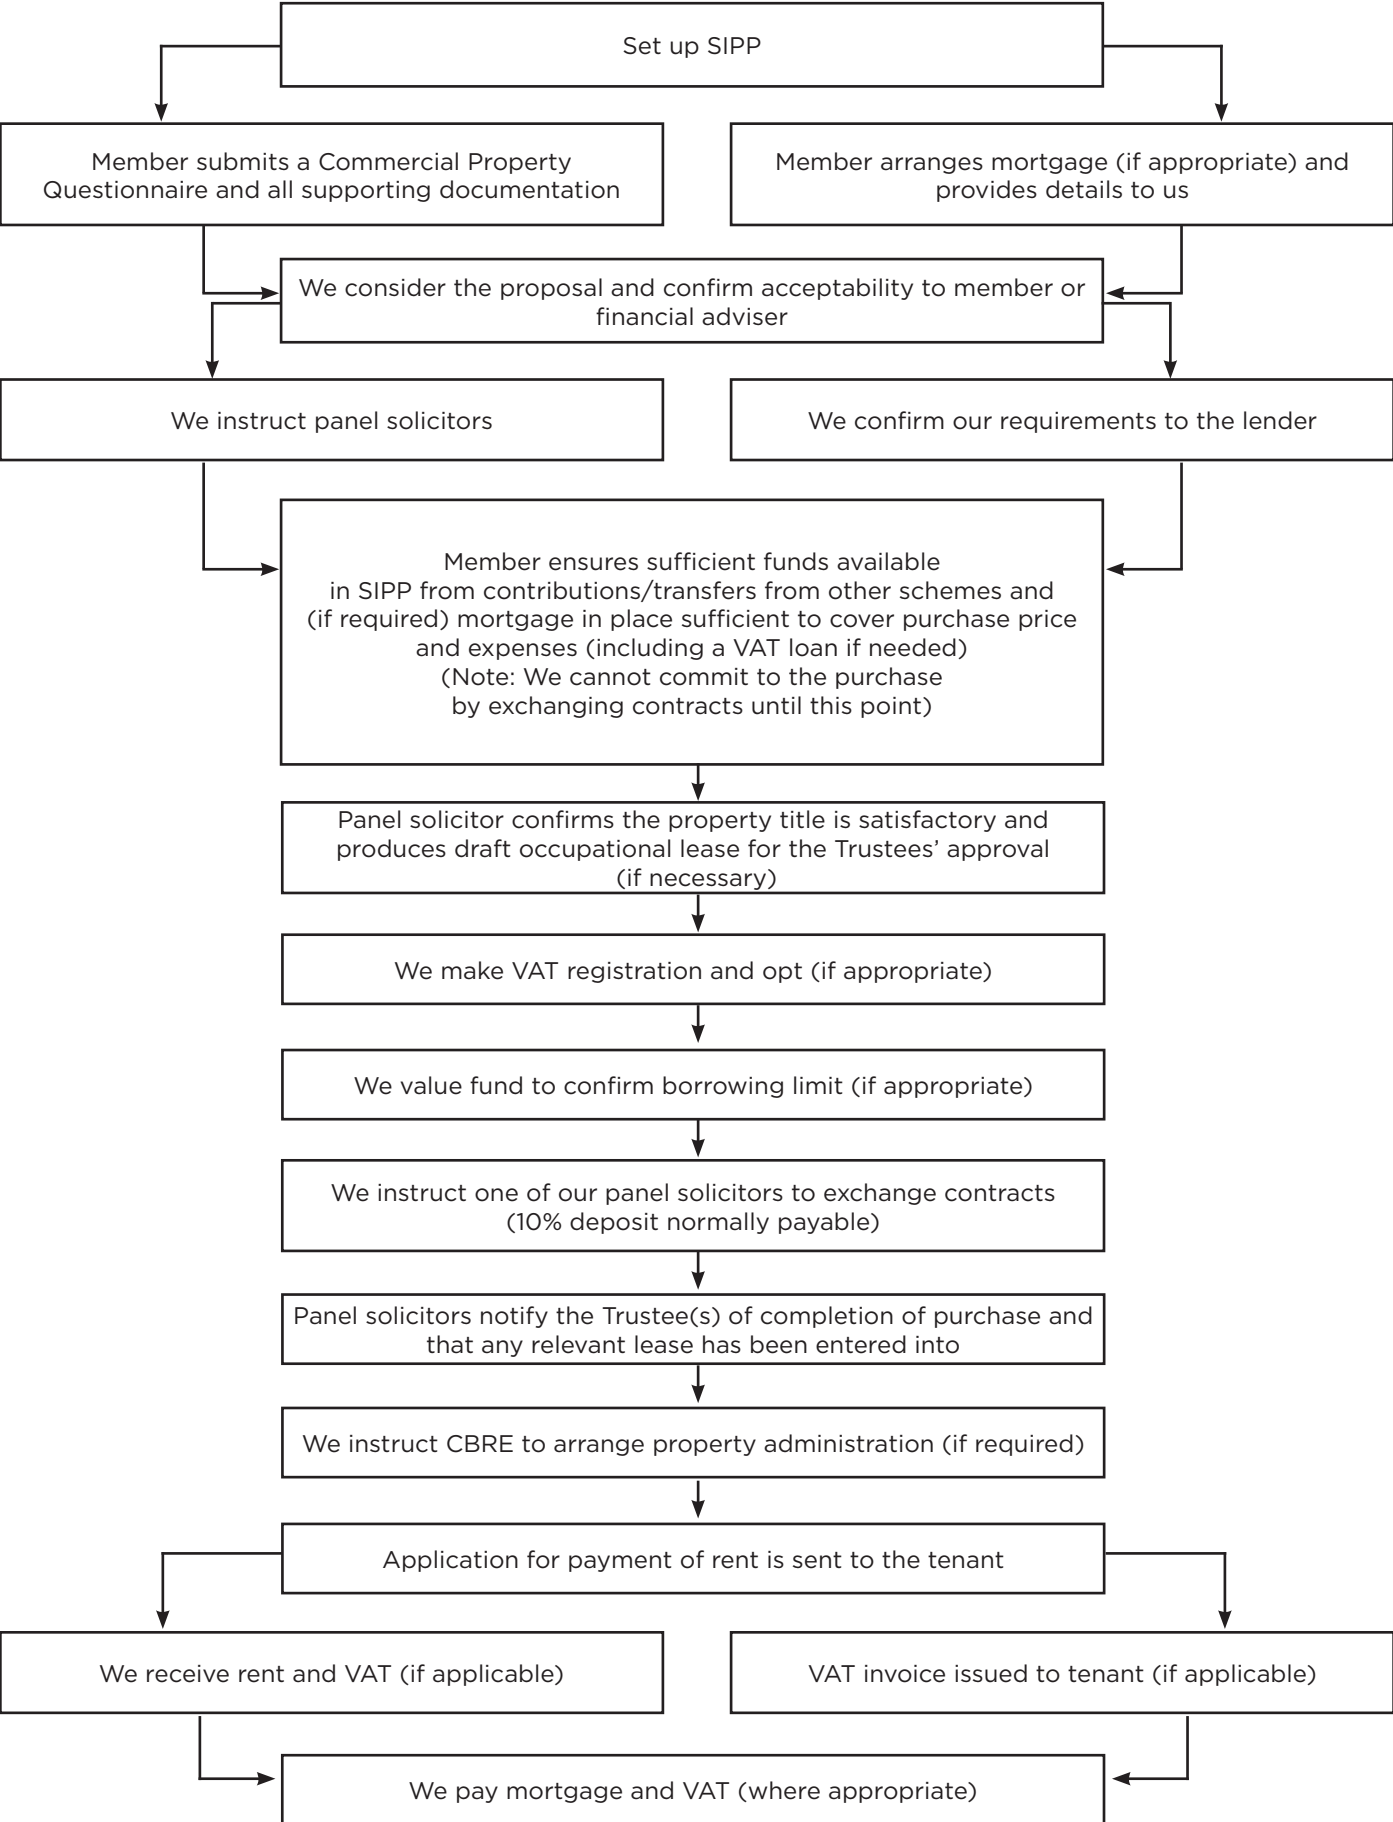 Set up SIPP
Member submits a Commercial Property
Questionnaire and all supporting documentation
Member arranges mortgage (if appropriate) and
provides details to us
We consider the proposal and confirm acceptability to member or
financial adviser
We instruct panel solicitors
We confirm our requirements to the lender
Member ensures sufficient funds available
in SIPP from contributions/transfers from other schemes and
(if required) mortgage in place sufficient to cover purchase price
and expenses (including a VAT loan if needed)
(Note: We cannot commit to the purchase
by exchanging contracts until this point)
Panel solicitor confirms the property title is satisfactory and
produces draft occupational lease for the Trustees’ approval
(if necessary)
We make VAT registration and opt (if appropriate)
We value fund to confirm borrowing limit (if appropriate)
We instruct one of our panel solicitors to exchange contracts
(10% deposit normally payable)
Panel solicitors notify the Trustee(s) of completion of purchase and
that any relevant lease has been entered into
We instruct CBRE to arrange property administration (if required)
Application for payment of rent is sent to the tenant
We receive rent and VAT (if applicable)
VAT invoice issued to tenant (if applicable)
We pay mortgage and VAT (where appropriate)